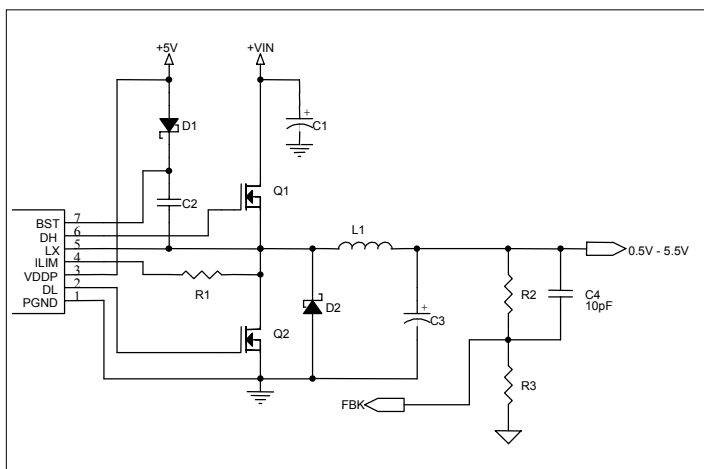 +5V
+VIN
D1
+
C1
C2
Q1
BST
7
DH
6
LX
5
ILIM
4
VDDP
3
DL
2
PGND
1
R1
Q2
D2
L1
+
C3
R2
C4
10pF
0.5V - 5.5V
FBK
R3